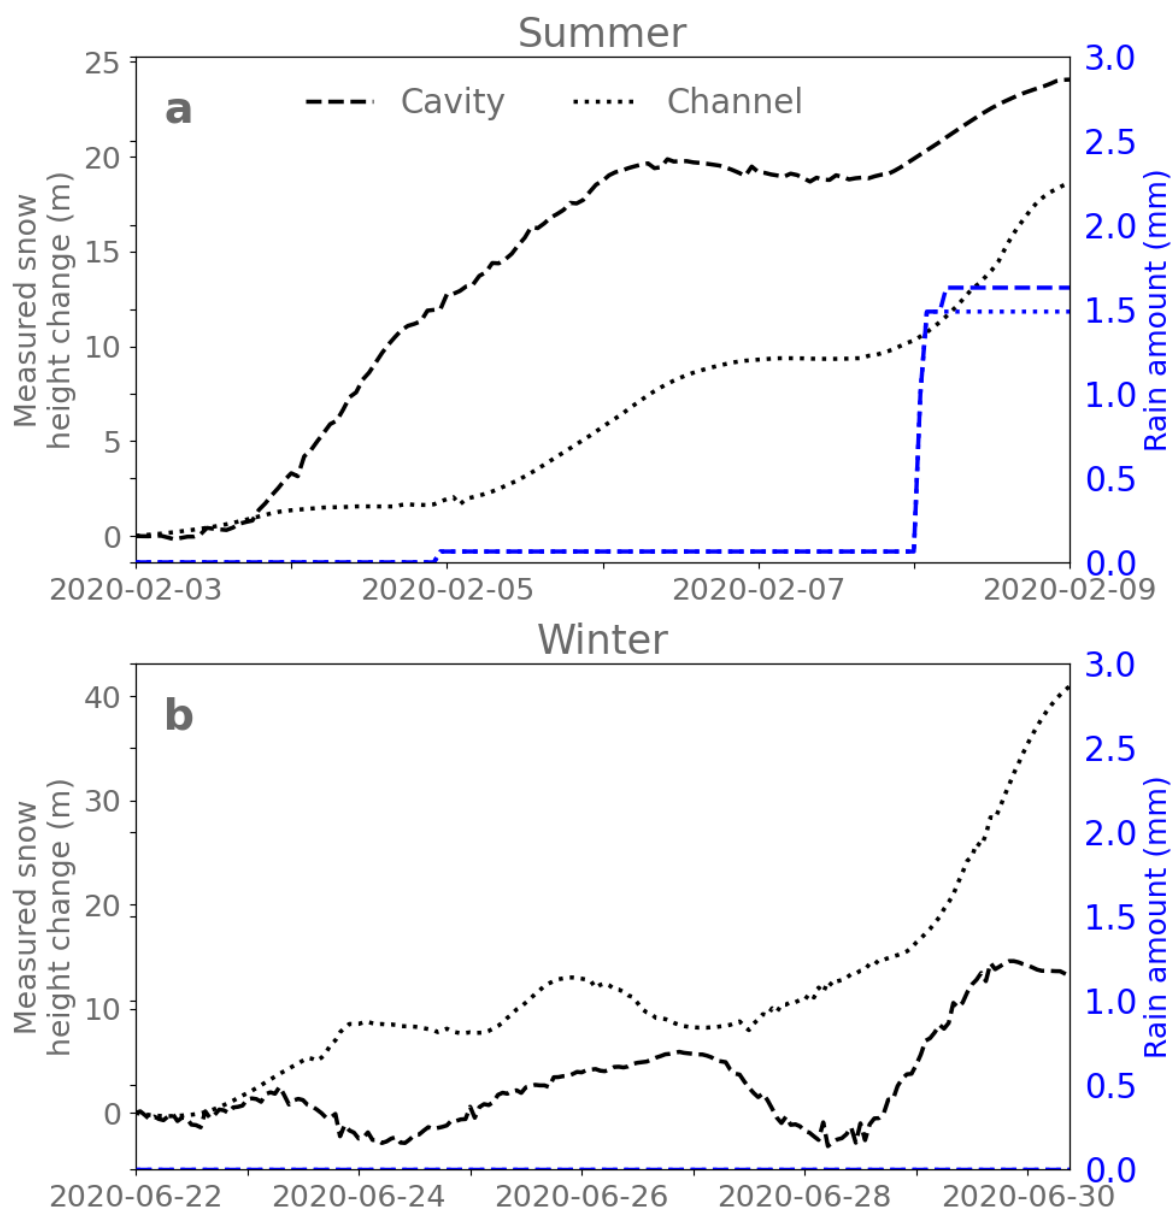 Summer
a
Cavity
Channel
25
20
15
10
5
0
Measured snow
height change (m)
3.0
2.5
2.0
1.5
1.0
0.5
0.0
Rain amount (mm)
2020-02-03
2020-02-05
2020-02-07
2020-02-09
Winter
b
40
30
20
10
0
Measured snow
height change (m)
3.0
2.5
2.0
1.5
1.0
0.5
0.0
Rain amount (mm)
2020-06-22
2020-06-24
2020-06-26
2020-06-28
2020-06-30